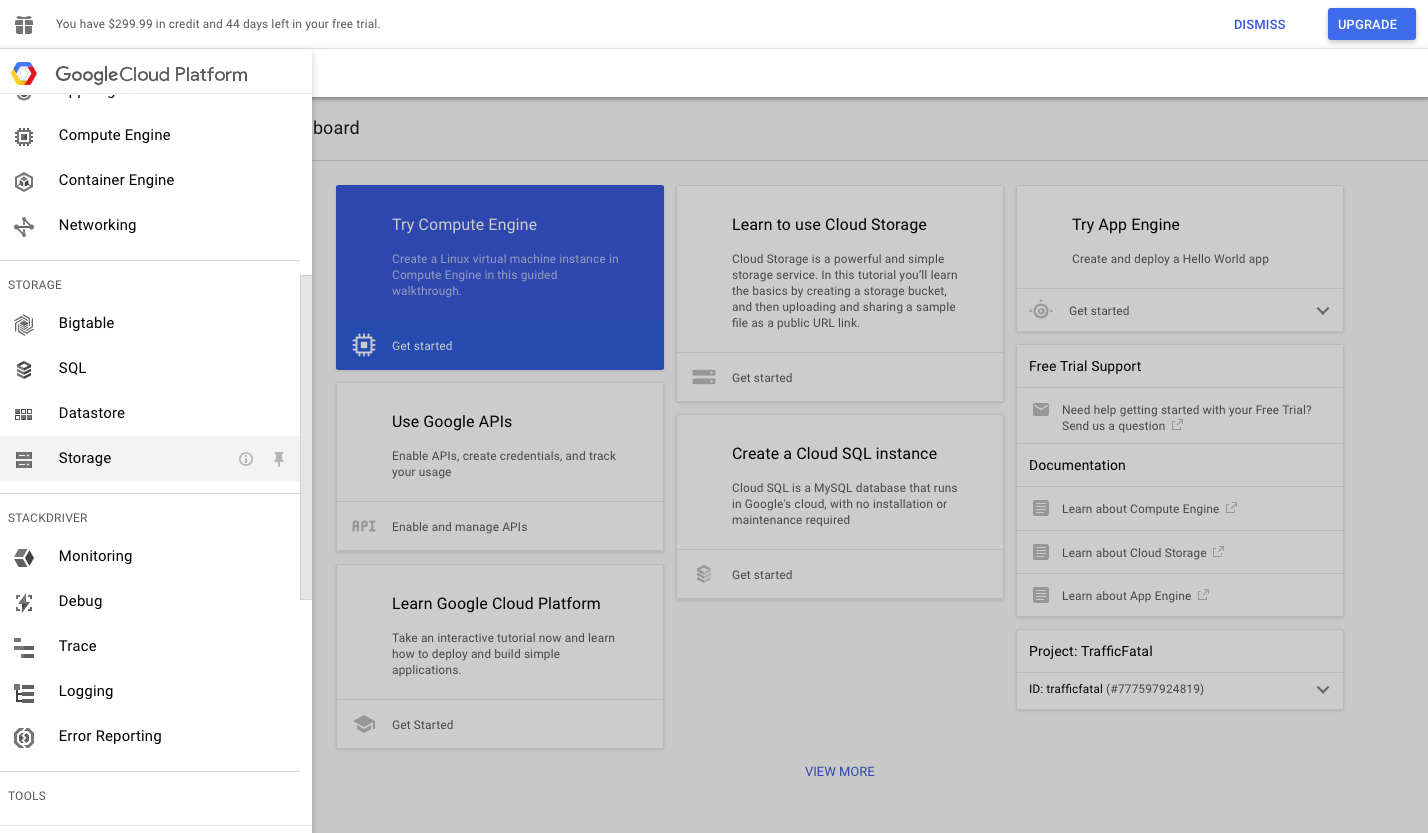 You have $299.99 in credit and 44 days left in your free trial.
DISMISS
UPGRADE
Google Cloud Platform
Compute Engine
Container Engine
Networking
STORAGE
Bigtable
SQL
Datastore
Storage
STACKDRIVER
Monitoring
Debug
Trace
Logging
Error Reporting
TOOLS
board
Try Compute Engine
Create a Linux virtual machine instance in
Compute Engine in this guided
walkthrough.
Get started
Use Google APIs
Enable APIs, create credentials, and track
your usage
API
Enable and manage APIs
Learn Google Cloud Platform
Take an interactive tutorial now and learn
how to deploy and build simple
applications.
Get Started
Learn to use Cloud Storage
Cloud Storage is a powerful and simple
storage service. In this tutorial you'll learn
the basics by creating a storage bucket,
and then uploading and sharing a sample
file as a public URL link.
Get started
Create a Cloud SQL instance
Cloud SQL is a MySQL database that runs
in Google's cloud, with no installation or
maintenance required
Get started
Try App Engine
Create and deploy a Hello World app
Get started
Free Trial Support
Need help getting started with your Free Trial?
Send us a question
Documentation
Learn about Compute Engine
Learn about Cloud Storage
Learn about App Engine
Project: TrafficFatal
ID: trafficfatal (#777597924819)
VIEW MORE